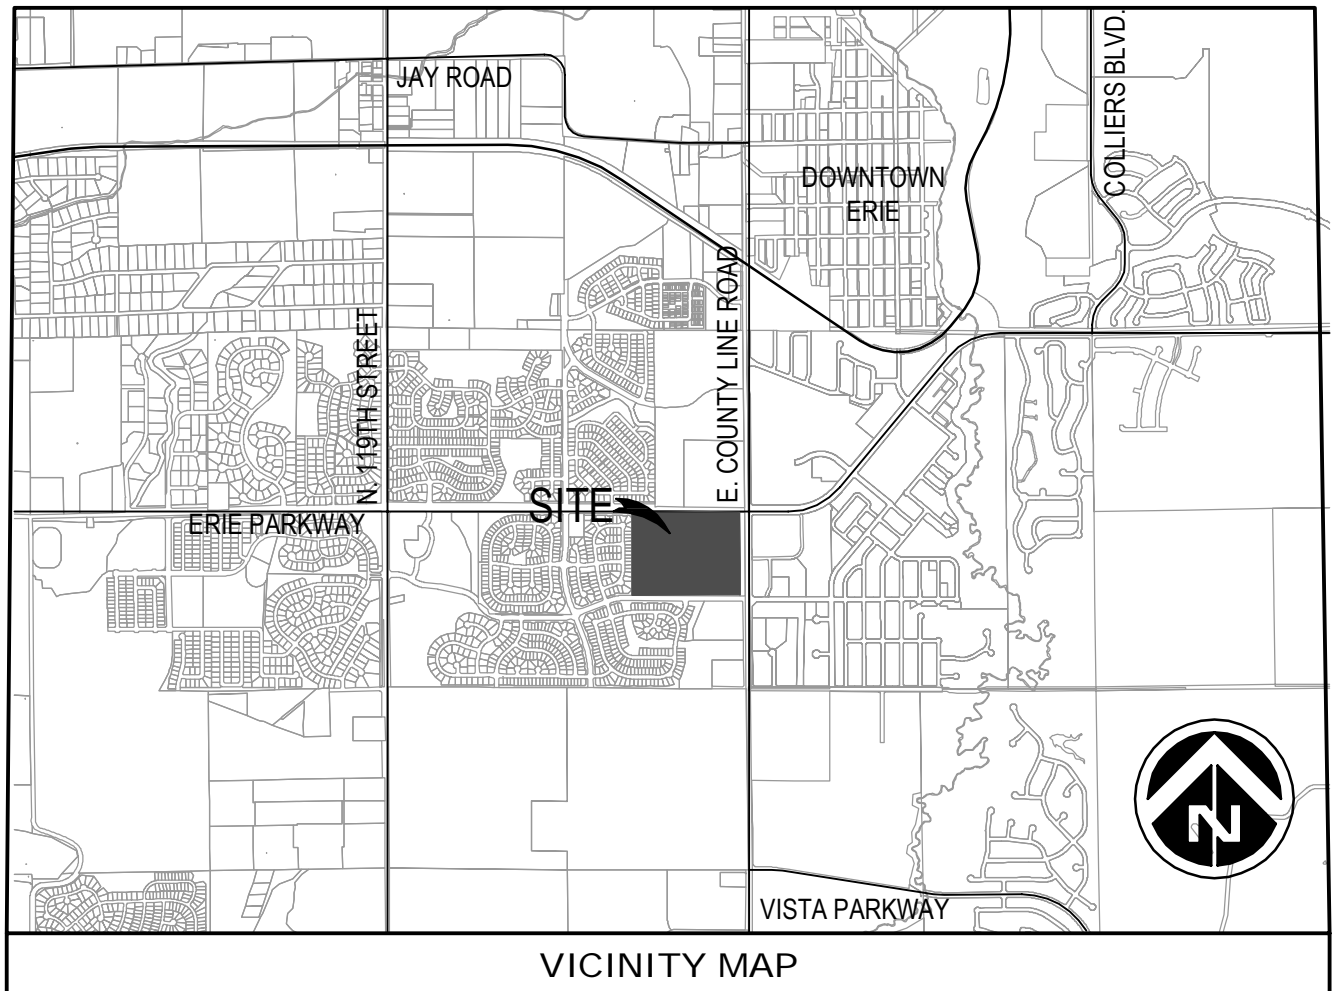 JAY ROAD
COLLIERS BLVD.
DOWNTOWN
ERIE
E. COUNTY LINE ROAD
N. 119TH STREET
SITE
ERIE PARKWAY
N
VISTA PARKWAY
VICINITY MAP